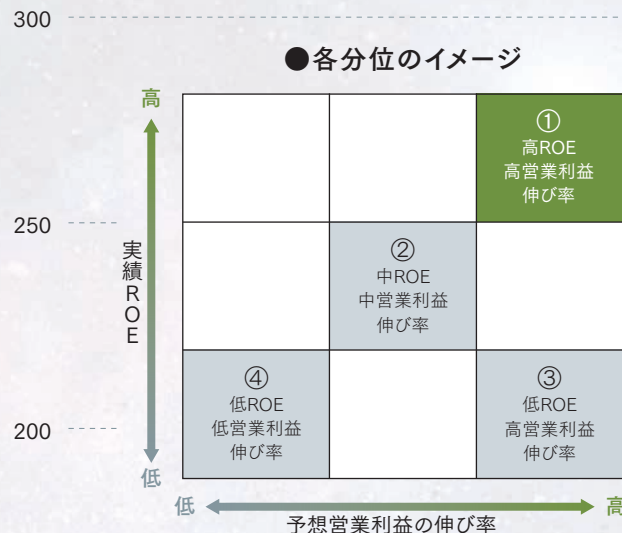 300
●各分位のイメージ
高
①
高ROE
高営業利益
伸び率
250
実績ROE
②
中ROE
中営業利益
伸び率
④
低ROE
低営業利益
伸び率
③
低ROE
高営業利益
伸び率
200
低
低
高
予想営業利益の伸び率